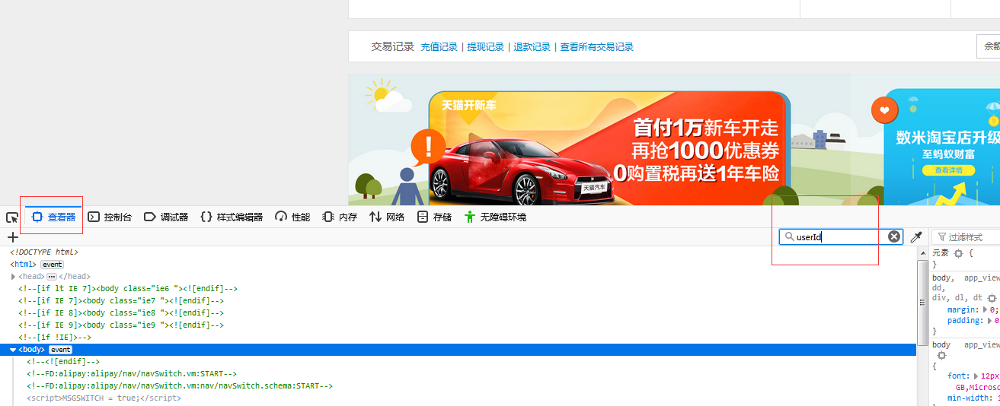 交易记录 充值记录 | 提现记录 | 退款记录 | 查看所有交易记录
天猫开新车
首付1万新车开走
再抢1000优惠券
0购置税再送1年车险
天猫汽车
!
数米淘宝店升级
至蚂蚁财富
查看详情
查看器 控制台 调试器 {} 样式编辑器 性能 内存 网络 存储 无障碍环境
+ userId 过滤样式
<!DOCTYPE html>
<html> event
<head> ••• </head>
<!--[if lt IE 7]><body class="ie6 "><![endif]-->
<!--[if IE 7]><body class="ie7 "><![endif]-->
<!--[if IE 8]><body class="ie8 "><![endif]-->
<!--[if IE 9]><body class="ie9 "><![endif]-->
<!--[if !IE]>-->
<body> event
<!--<![endif]-->
<!--FD:alipay:alipay/nav/navSwitch.vm:START-->
<!--FD:alipay:alipay/nav/navSwitch.vm:nav/navSwitch.schema:START-->
<script>MSGSWITCH = true;</script>
元素 {
}
body, app_view
dd,
div, dl, dt
margin: 0;
padding: 0
}
body app_view
{
font: 12px
GB,Microso
min-width: 1